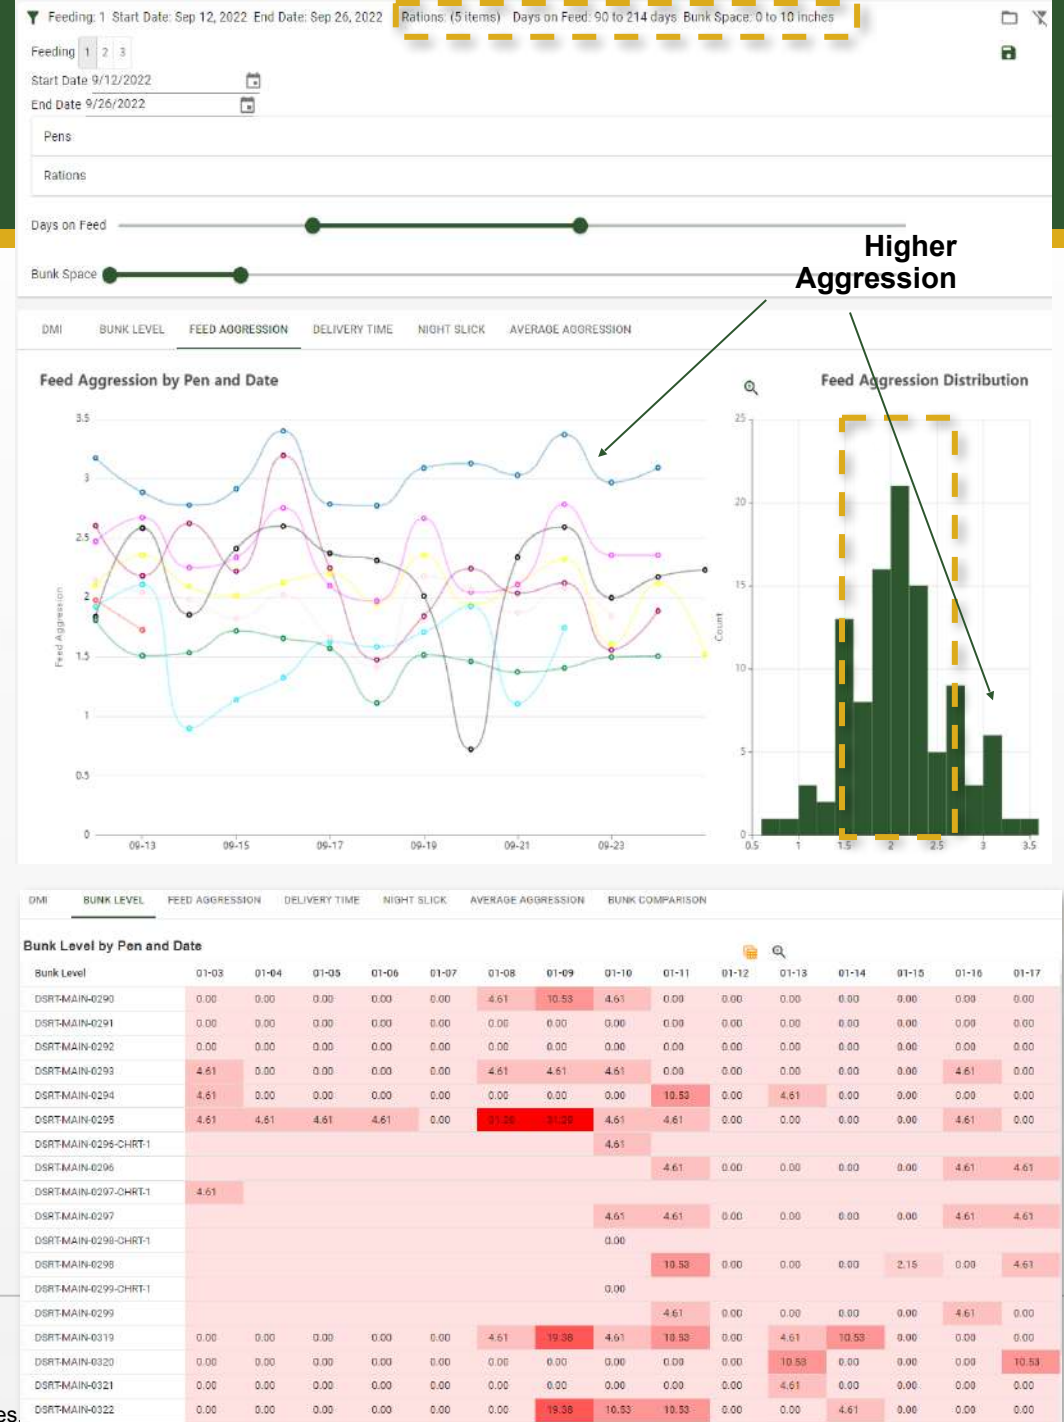 Feeding: 1 Start Date: Sep 12, 2022 End Date: Sep 26, 2022 Rations: (5 items) Days on Feed: 90 to 214 days Bunk Space: 0 to 10 inches
Feeding 1 2 3
Start Date 9/12/2022
End Date 9/26/2022
Pens
Rations
Days on Feed
Bunk Space
Higher
Aggression
DMI BUNK LEVEL FEED AGGRESSION DELIVERY TIME NIGHT SLICK AVERAGE AGGRESSION
Feed Aggression by Pen and Date
3.5
3
2.5
2
1.5
1
0.5
0
Feed Aggression
09-13 09-15 09-17 09-19 09-21 09-23
Feed Aggression Distribution
25
20
15
10
5
0
Count
0.5 1 1.5 2 2.5 3 3.5
DMI BUNK LEVEL FEED AGGRESSION DELIVERY TIME NIGHT SLICK AVERAGE AGGRESSION BUNK COMPARISON
Bunk Level by Pen and Date
Bunk Level 01-03 01-04 01-05 01-06 01-07 01-08 01-09 01-10 01-11 01-12 01-13 01-14 01-15 01-16 01-17
DSRT-MAIN-0290 0.00 0.00 0.00 0.00 0.00 4.61 10.53 4.61 0.00 0.00 0.00 0.00 0.00 0.00 0.00
DSRT-MAIN-0291 0.00 0.00 0.00 0.00 0.00 0.00 0.00 0.00 0.00 0.00 0.00 0.00 0.00 0.00 0.00
DSRT-MAIN-0292 0.00 0.00 0.00 0.00 0.00 0.00 0.00 0.00 0.00 0.00 0.00 0.00 0.00 0.00 0.00
DSRT-MAIN-0293 4.61 0.00 0.00 0.00 0.00 4.61 4.61 4.61 0.00 0.00 0.00 0.00 0.00 4.61 0.00
DSRT-MAIN-0294 4.61 0.00 0.00 0.00 0.00 0.00 0.00 0.00 10.53 0.00 4.61 0.00 0.00 0.00 0.00
DSRT-MAIN-0295 4.61 4.61 4.61 4.61 0.00 4.61 4.61 0.00 0.00 0.00 0.00 4.61 0.00
DSRT-MAIN-0296-CHRT-1 4.61
DSRT-MAIN-0296 4.61 0.00 0.00 0.00 0.00 4.61 4.61
DSRT-MAIN-0297-CHRT-1 4.61
DSRT-MAIN-0297 4.61 4.61 0.00 0.00 0.00 0.00 4.61 4.61
DSRT-MAIN-0298-CHRT-1 0.00
DSRT-MAIN-0298 10.53 0.00 0.00 0.00 2.15 0.00 4.61
DSRT-MAIN-0299-CHRT-1 0.00
DSRT-MAIN-0299 4.61 0.00 0.00 0.00 0.00 4.61 0.00
DSRT-MAIN-0319 0.00 0.00 0.00 0.00 0.00 4.61 19.38 4.61 10.53 0.00 4.61 10.53 0.00 0.00 0.00
DSRT-MAIN-0320 0.00 0.00 0.00 0.00 0.00 0.00 0.00 0.00 0.00 0.00 10.53 0.00 0.00 0.00 10.53
DSRT-MAIN-0321 0.00 0.00 0.00 0.00 0.00 0.00 0.00 0.00 0.00 0.00 4.61 0.00 0.00 0.00 0.00
DSRT-MAIN-0322 0.00 0.00 0.00 0.00 0.00 0.00 19.38 10.53 10.53 0.00 0.00 4.61 0.00 0.00 0.00
es.